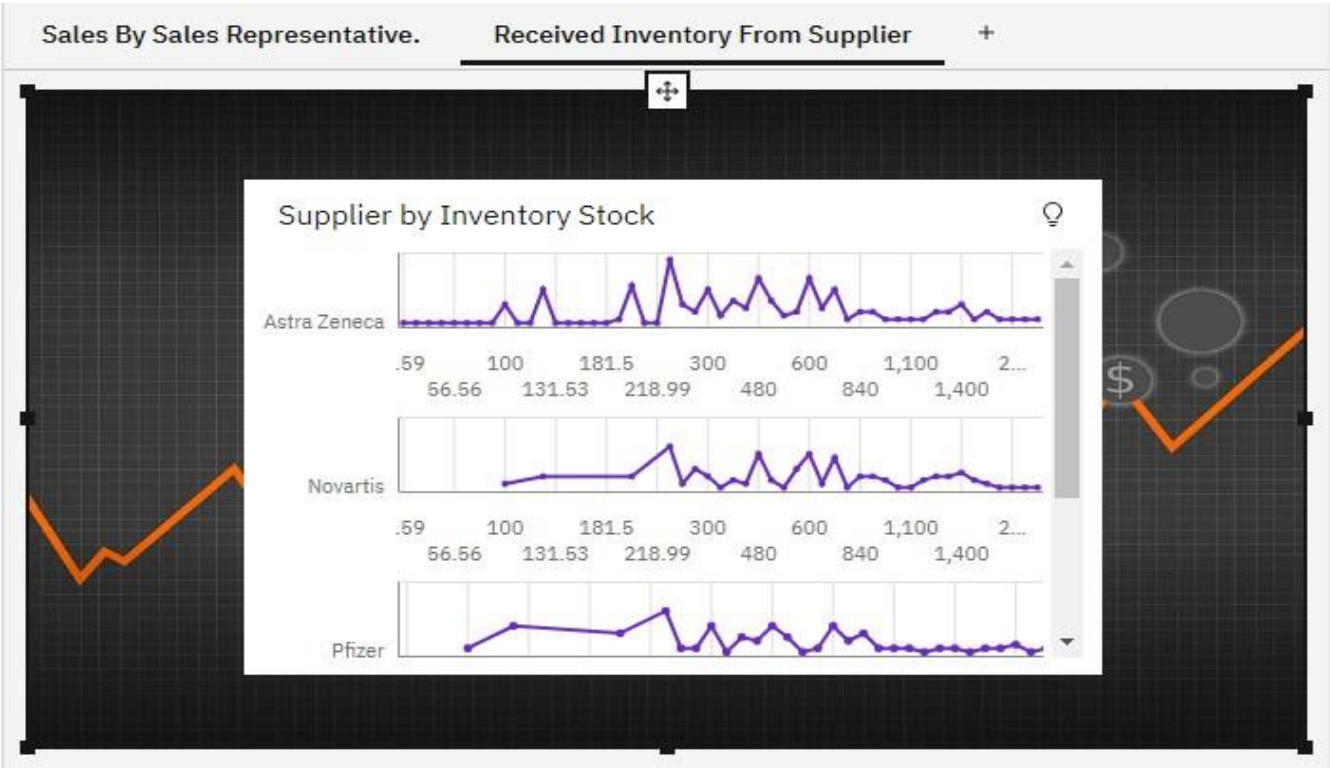 Sales By Sales Representative. Received Inventory From Supplier +
Supplier by Inventory Stock
Astra Zeneca
.59 100 181.5 300 600 1,100 2...
56.56 131.53 218.99 480 840 1,400
Novartis
.59 100 181.5 300 600 1,100 2...
56.56 131.53 218.99 480 840 1,400
Pfizer
$